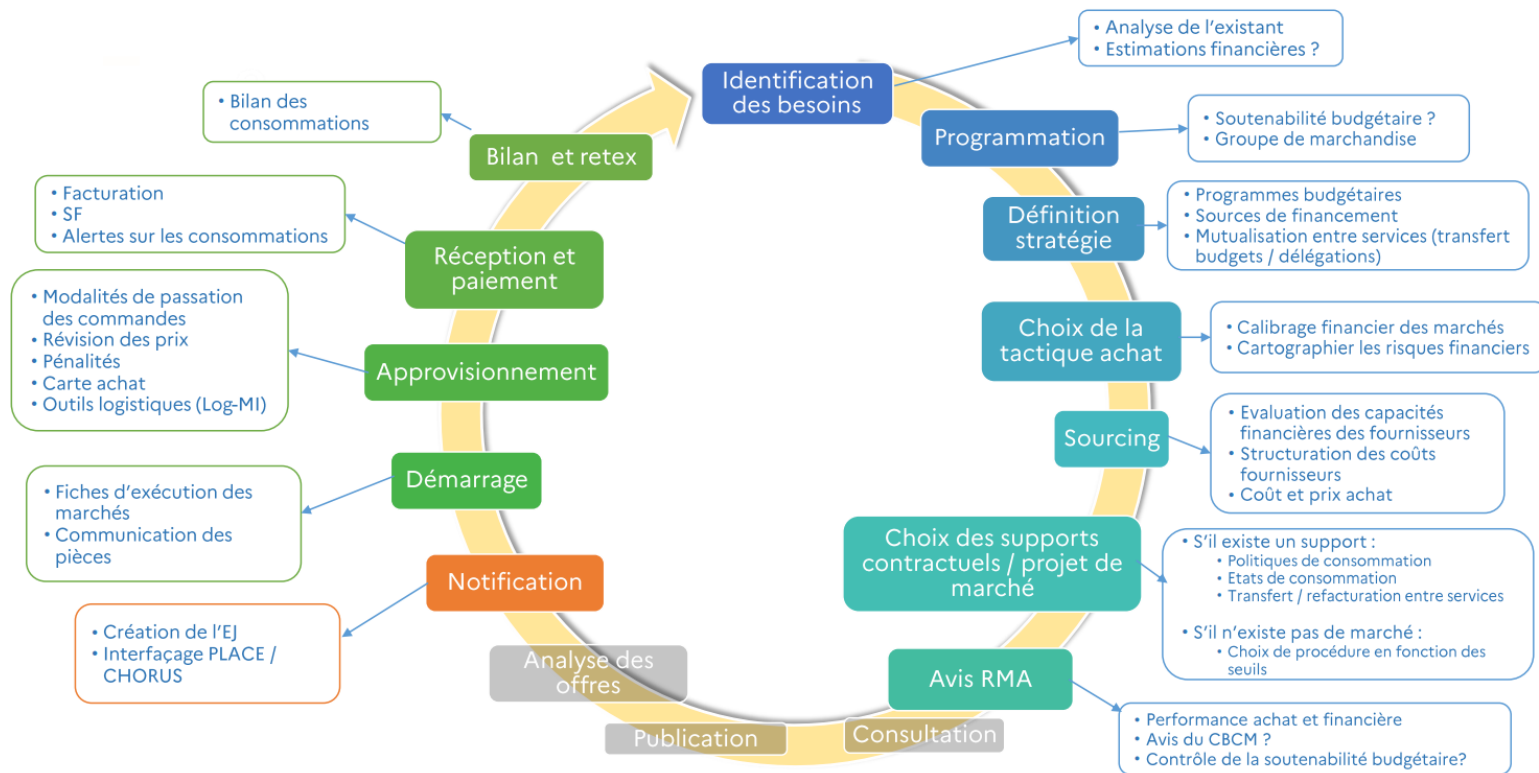 Identification
des besoins
• Analyse de l'existant
• Estimations financières ?
Programmation
• Soutenabilité budgétaire ?
• Groupe de marchandise
Définition
stratégie
• Programmes budgétaires
• Sources de financement
• Mutualisation entre services (transfert
budgets / délégations)
Choix de la
tactique achat
• Calibrage financier des marchés
• Cartographier les risques financiers
Sourcing
• Evaluation des capacités
financières des fournisseurs
• Structuration des coûts
fournisseurs
• Coût et prix achat
Choix des supports
contractuels / projet de
marché
• S'il existe un support :
• Politiques de consommation
• Etats de consommation
• Transfert / refacturation entre services
• S'il n'existe pas de marché :
• Choix de procédure en fonction des
seuils
Avis RMA
• Performance achat et financière
• Avis du CBCM ?
• Contrôle de la soutenabilité budgétaire?
Consultation
Publication
Analyse des
offres
Notification
• Création de l'EJ
• Interfaçage PLACE /
CHORUS
Démarrage
• Fiches d'exécution des
marchés
• Communication des
pièces
Approvisionnement
• Modalités de passation
des commandes
• Révision des prix
• Pénalités
• Carte achat
• Outils logistiques (Log-MI)
Réception et
paiement
• Facturation
• SF
• Alertes sur les consommations
Bilan et retex
• Bilan des
consommations